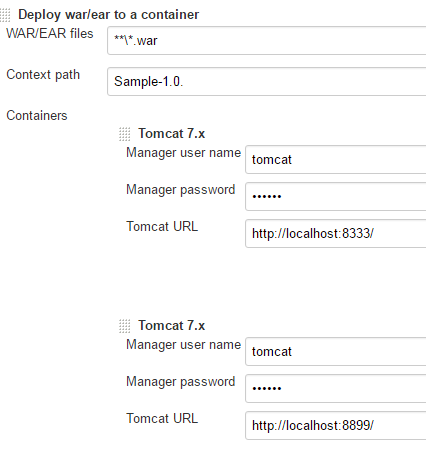 Deploy war/ear to a container
WAR/EAR files **\*.war
Context path Sample-1.0.
Containers
Tomcat 7.x
Manager user name tomcat
Manager password ••••••
Tomcat URL http://localhost:8333/
Tomcat 7.x
Manager user name tomcat
Manager password ••••••
Tomcat URL http://localhost:8899/